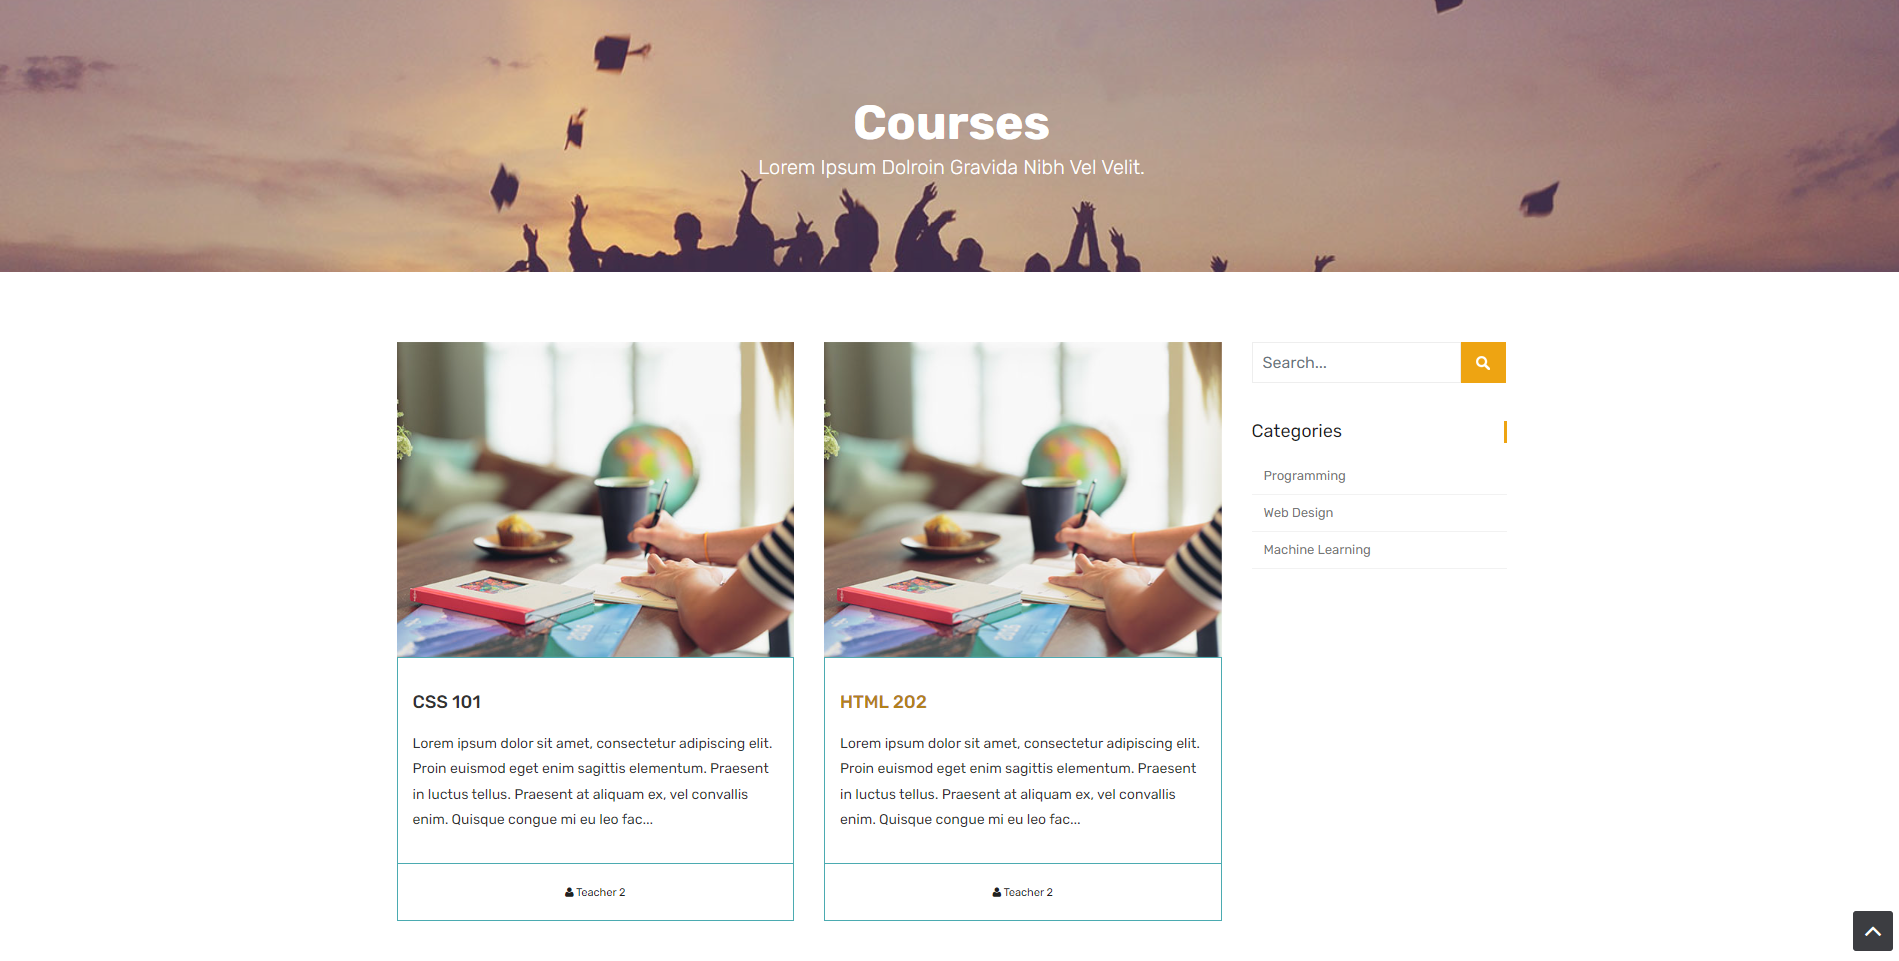 Courses
Lorem Ipsum Dolroin Gravida Nibh Vel Velit.
CSS 101
Lorem ipsum dolor sit amet, consectetur adipiscing elit.
Proin euismod eget enim sagittis elementum. Praesent
in luctus tellus. Praesent at aliquam ex, vel convallis
enim. Quisque congue mi eu leo fac...
Teacher 2
HTML 202
Lorem ipsum dolor sit amet, consectetur adipiscing elit.
Proin euismod eget enim sagittis elementum. Praesent
in luctus tellus. Praesent at aliquam ex, vel convallis
enim. Quisque congue mi eu leo fac...
Teacher 2
Search...
Categories
Programming
Web Design
Machine Learning